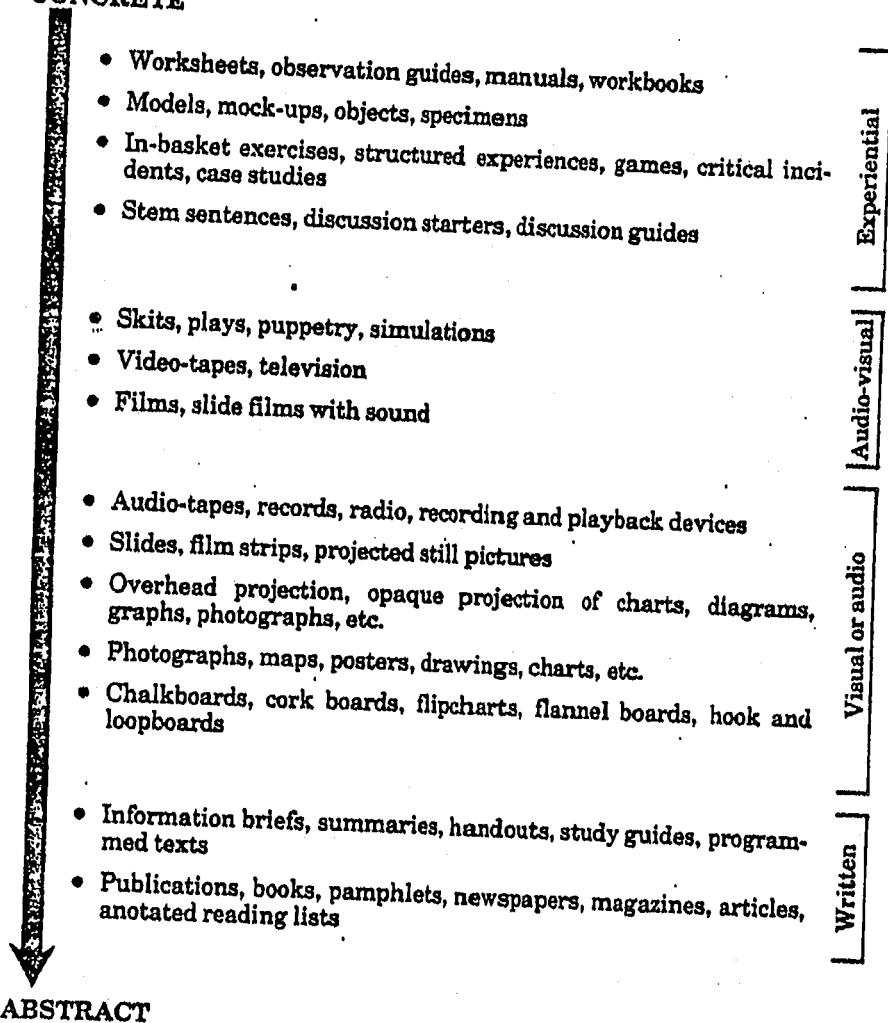 CONCRETE
• Worksheets, observation guides, manuals, workbooks
• Models, mock-ups, objects, specimens
• In-basket exercises, structured experiences, games, critical inci-
dents, case studies
• Stem sentences, discussion starters, discussion guides
Experiential
• Skits, plays, puppetry, simulations
• Video-tapes, television
• Films, slide films with sound
Audio-visual
• Audio-tapes, records, radio, recording and playback devices
• Slides, film strips, projected still pictures
• Overhead projection, opaque projection of charts, diagrams,
graphs, photographs, etc.
• Photographs, maps, posters, drawings, charts, etc.
• Chalkboards, cork boards, flipcharts, flannel boards, hook and
loopboards
Visual or audio
• Information briefs, summaries, handouts, study guides, program-
med texts
• Publications, books, pamphlets, newspapers, magazines, articles,
anotated reading lists
Written
ABSTRACT